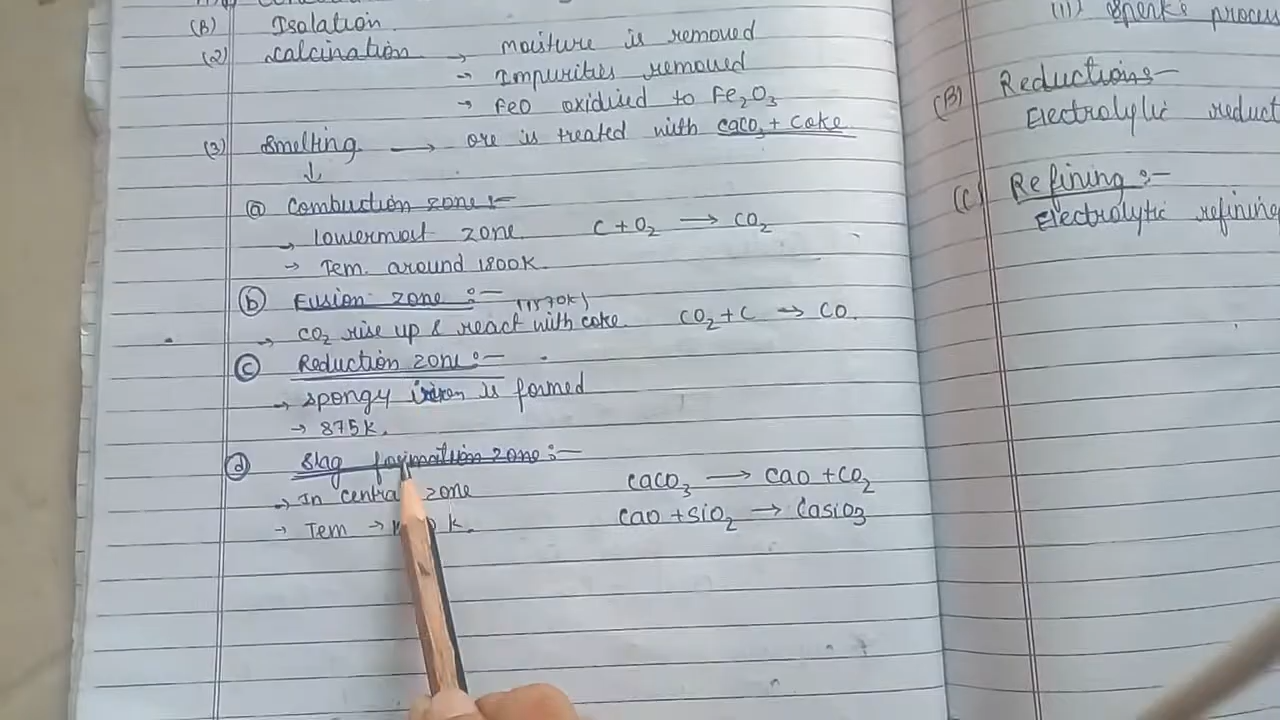 (B) Isolation.
(2) Calcination → moisture is removed
→ Impurities removed
→ FeO oxidised to Fe₂O₃
(3) Smelting → ore is treated with CaCO₃ + Coke
↓
(a) Combustion zone :-
→ lowermost zone C + O₂ → CO₂
→ Tem. around 1800K.
(b) Fusion zone :-
(1570K)
→ CO₂ rise up & react with coke. CO₂ + C → CO.
(c) Reduction zone :-
→ spongy iron is formed
→ 875K.
(d) Slag formation zone :-
→ In central zone CaCO₃ → CaO + CO₂
→ Tem → K. CaO + SiO₂ → CaSiO₃
(11)
(B) Reductions -
Electrolytic reduct
(C) Refining :-
Electrolytic refining